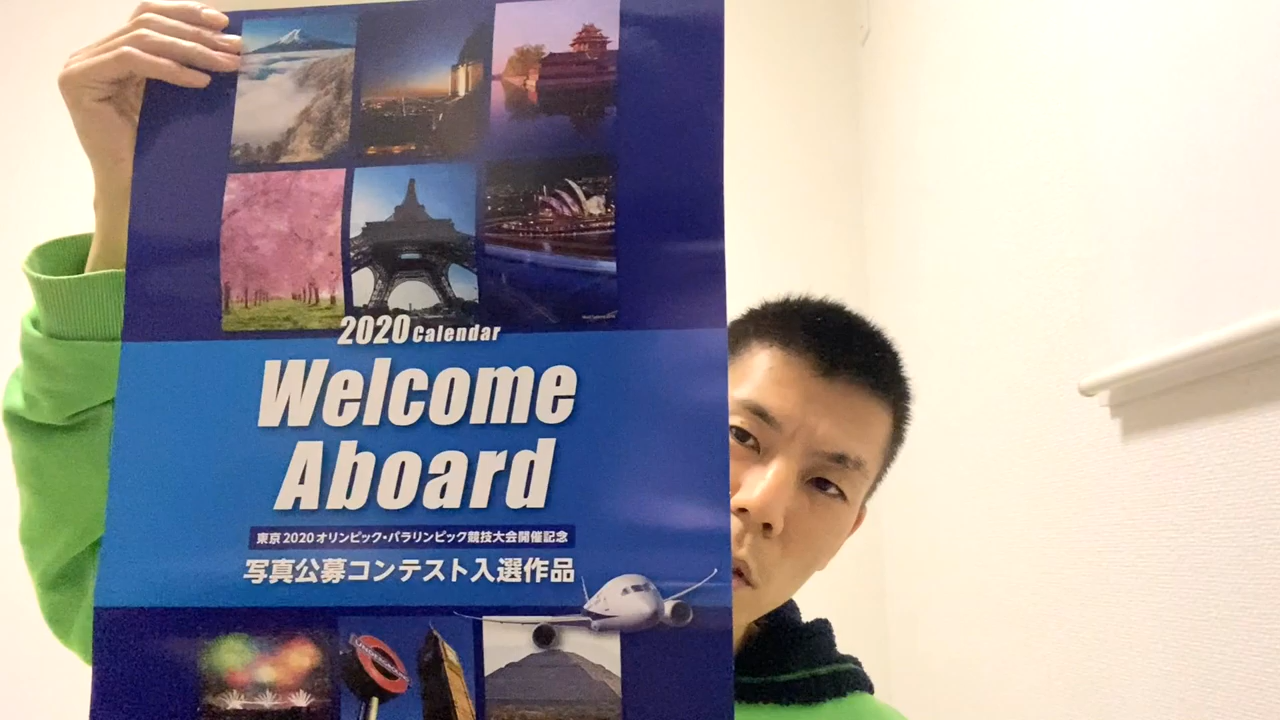 2020 Calendar
Welcome
Aboard
東京2020オリンピック・パラリンピック競技大会開催記念
写真公募コンテスト入選作品
UNDERGROUND